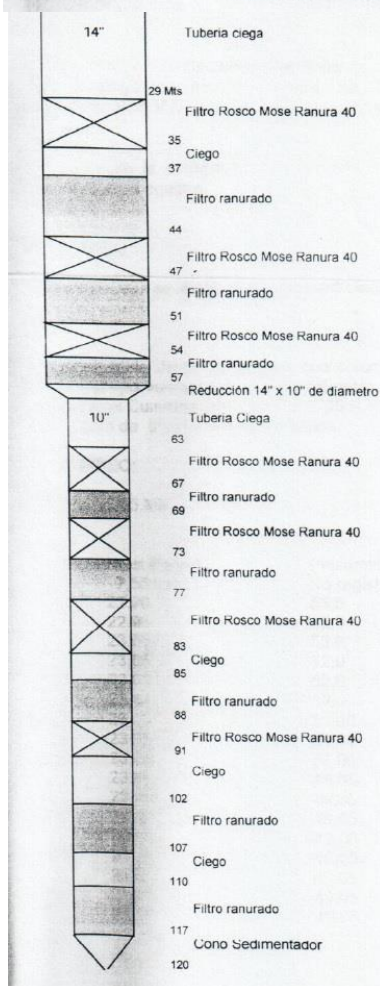 14" Tuberia ciega
29 Mts
Filtro Rosco Mose Ranura 40
35
Ciego
37
Filtro ranurado
44
Filtro Rosco Mose Ranura 40
47
Filtro ranurado
51
Filtro Rosco Mose Ranura 40
54
Filtro ranurado
57
Reducción 14" x 10" de diametro
10" Tuberia Ciega
63
Filtro Rosco Mose Ranura 40
67
Filtro ranurado
69
Filtro Rosco Mose Ranura 40
73
Filtro ranurado
77
Filtro Rosco Mose Ranura 40
83
Ciego
85
Filtro ranurado
88
Filtro Rosco Mose Ranura 40
91
Ciego
102
Filtro ranurado
107
Ciego
110
Filtro ranurado
117
Cono Sedimentador
120